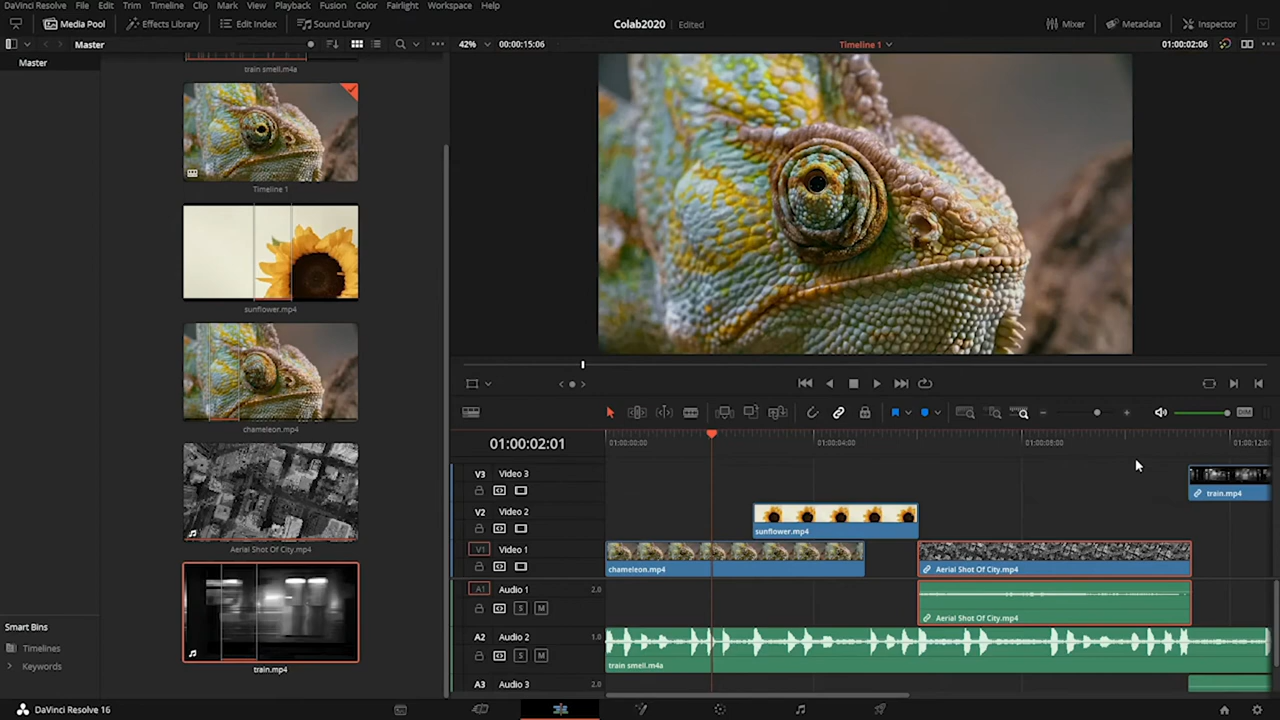 DaVinci Resolve File Edit Trim Timeline Clip Mark View Playback Fusion Color Fairlight Workspace Help
Media Pool Effects Library Edit Index Sound Library Colab2020 Edited Mixer Metadata Inspector
Master 42% 00:00:15:06 Timeline 1 01:00:02:06
Master
train smell.m4a
Timeline 1
sunflower.mp4
chameleon.mp4
Aerial Shot Of City.mp4
train.mp4
Smart Bins
Timelines
Keywords
DIM
01:00:02:01 01:00:00:00 01:00:04:00 01:00:12:00
V3 Video 3
train.mp4
V2 Video 2
sunflower.mp4
V1 Video 1
chameleon.mp4 Aerial Shot Of City.mp4
A1 Audio 1 2.0
S M
Aerial Shot Of City.mp4
A2 Audio 2 1.0
S M
train smell.m4a
A3 Audio 3 2.0
DaVinci Resolve 16